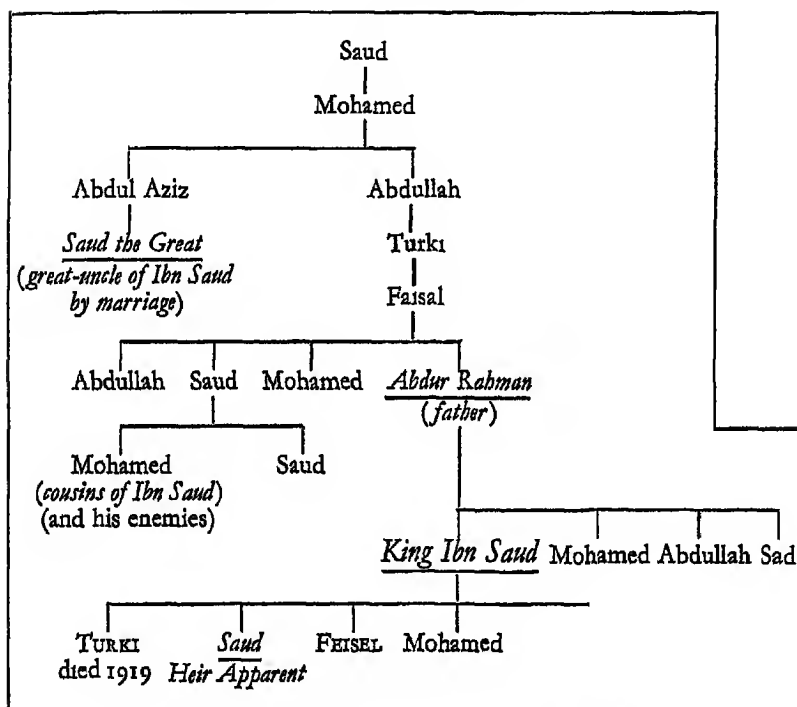 Saud
Mohamed
Abdul Aziz Abdullah
Saud the Great Turki
(great-uncle of Ibn Saud
by marriage) Faisal
Abdullah Saud Mohamed Abdur Rahman
(father)
Mohamed Saud
(cousins of Ibn Saud)
(and his enemies)
King Ibn Saud Mohamed Abdullah Sad
TURKI Saud FEISEL Mohamed
died 1919 Heir Apparent